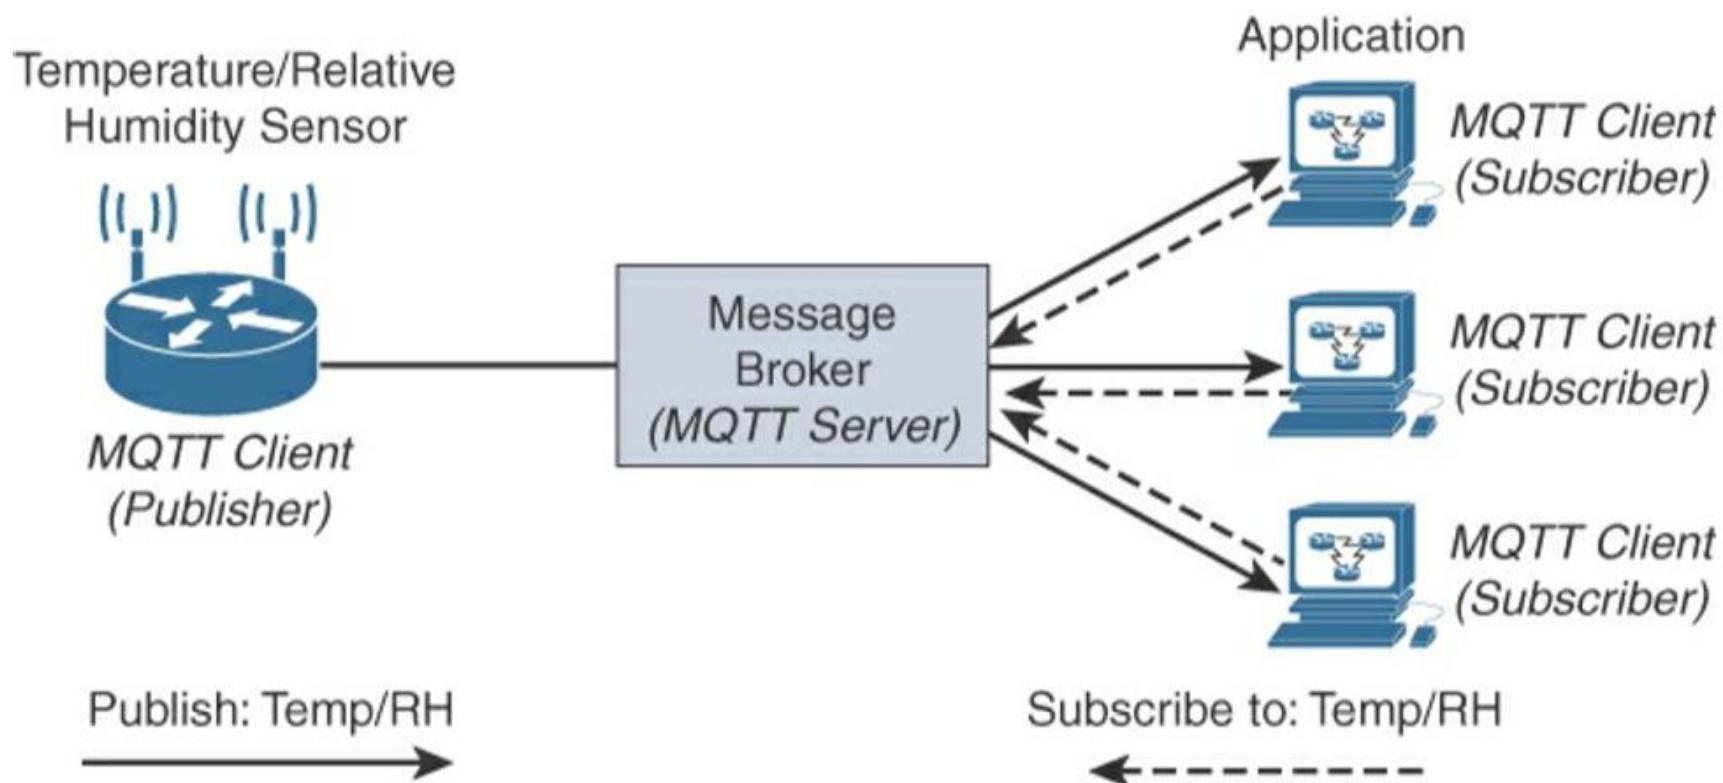 Temperature/Relative
Humidity Sensor
MQTT Client
(Publisher)
Message
Broker
(MQTT Server)
Application
MQTT Client
(Subscriber)
MQTT Client
(Subscriber)
MQTT Client
(Subscriber)
Publish: Temp/RH
Subscribe to: Temp/RH